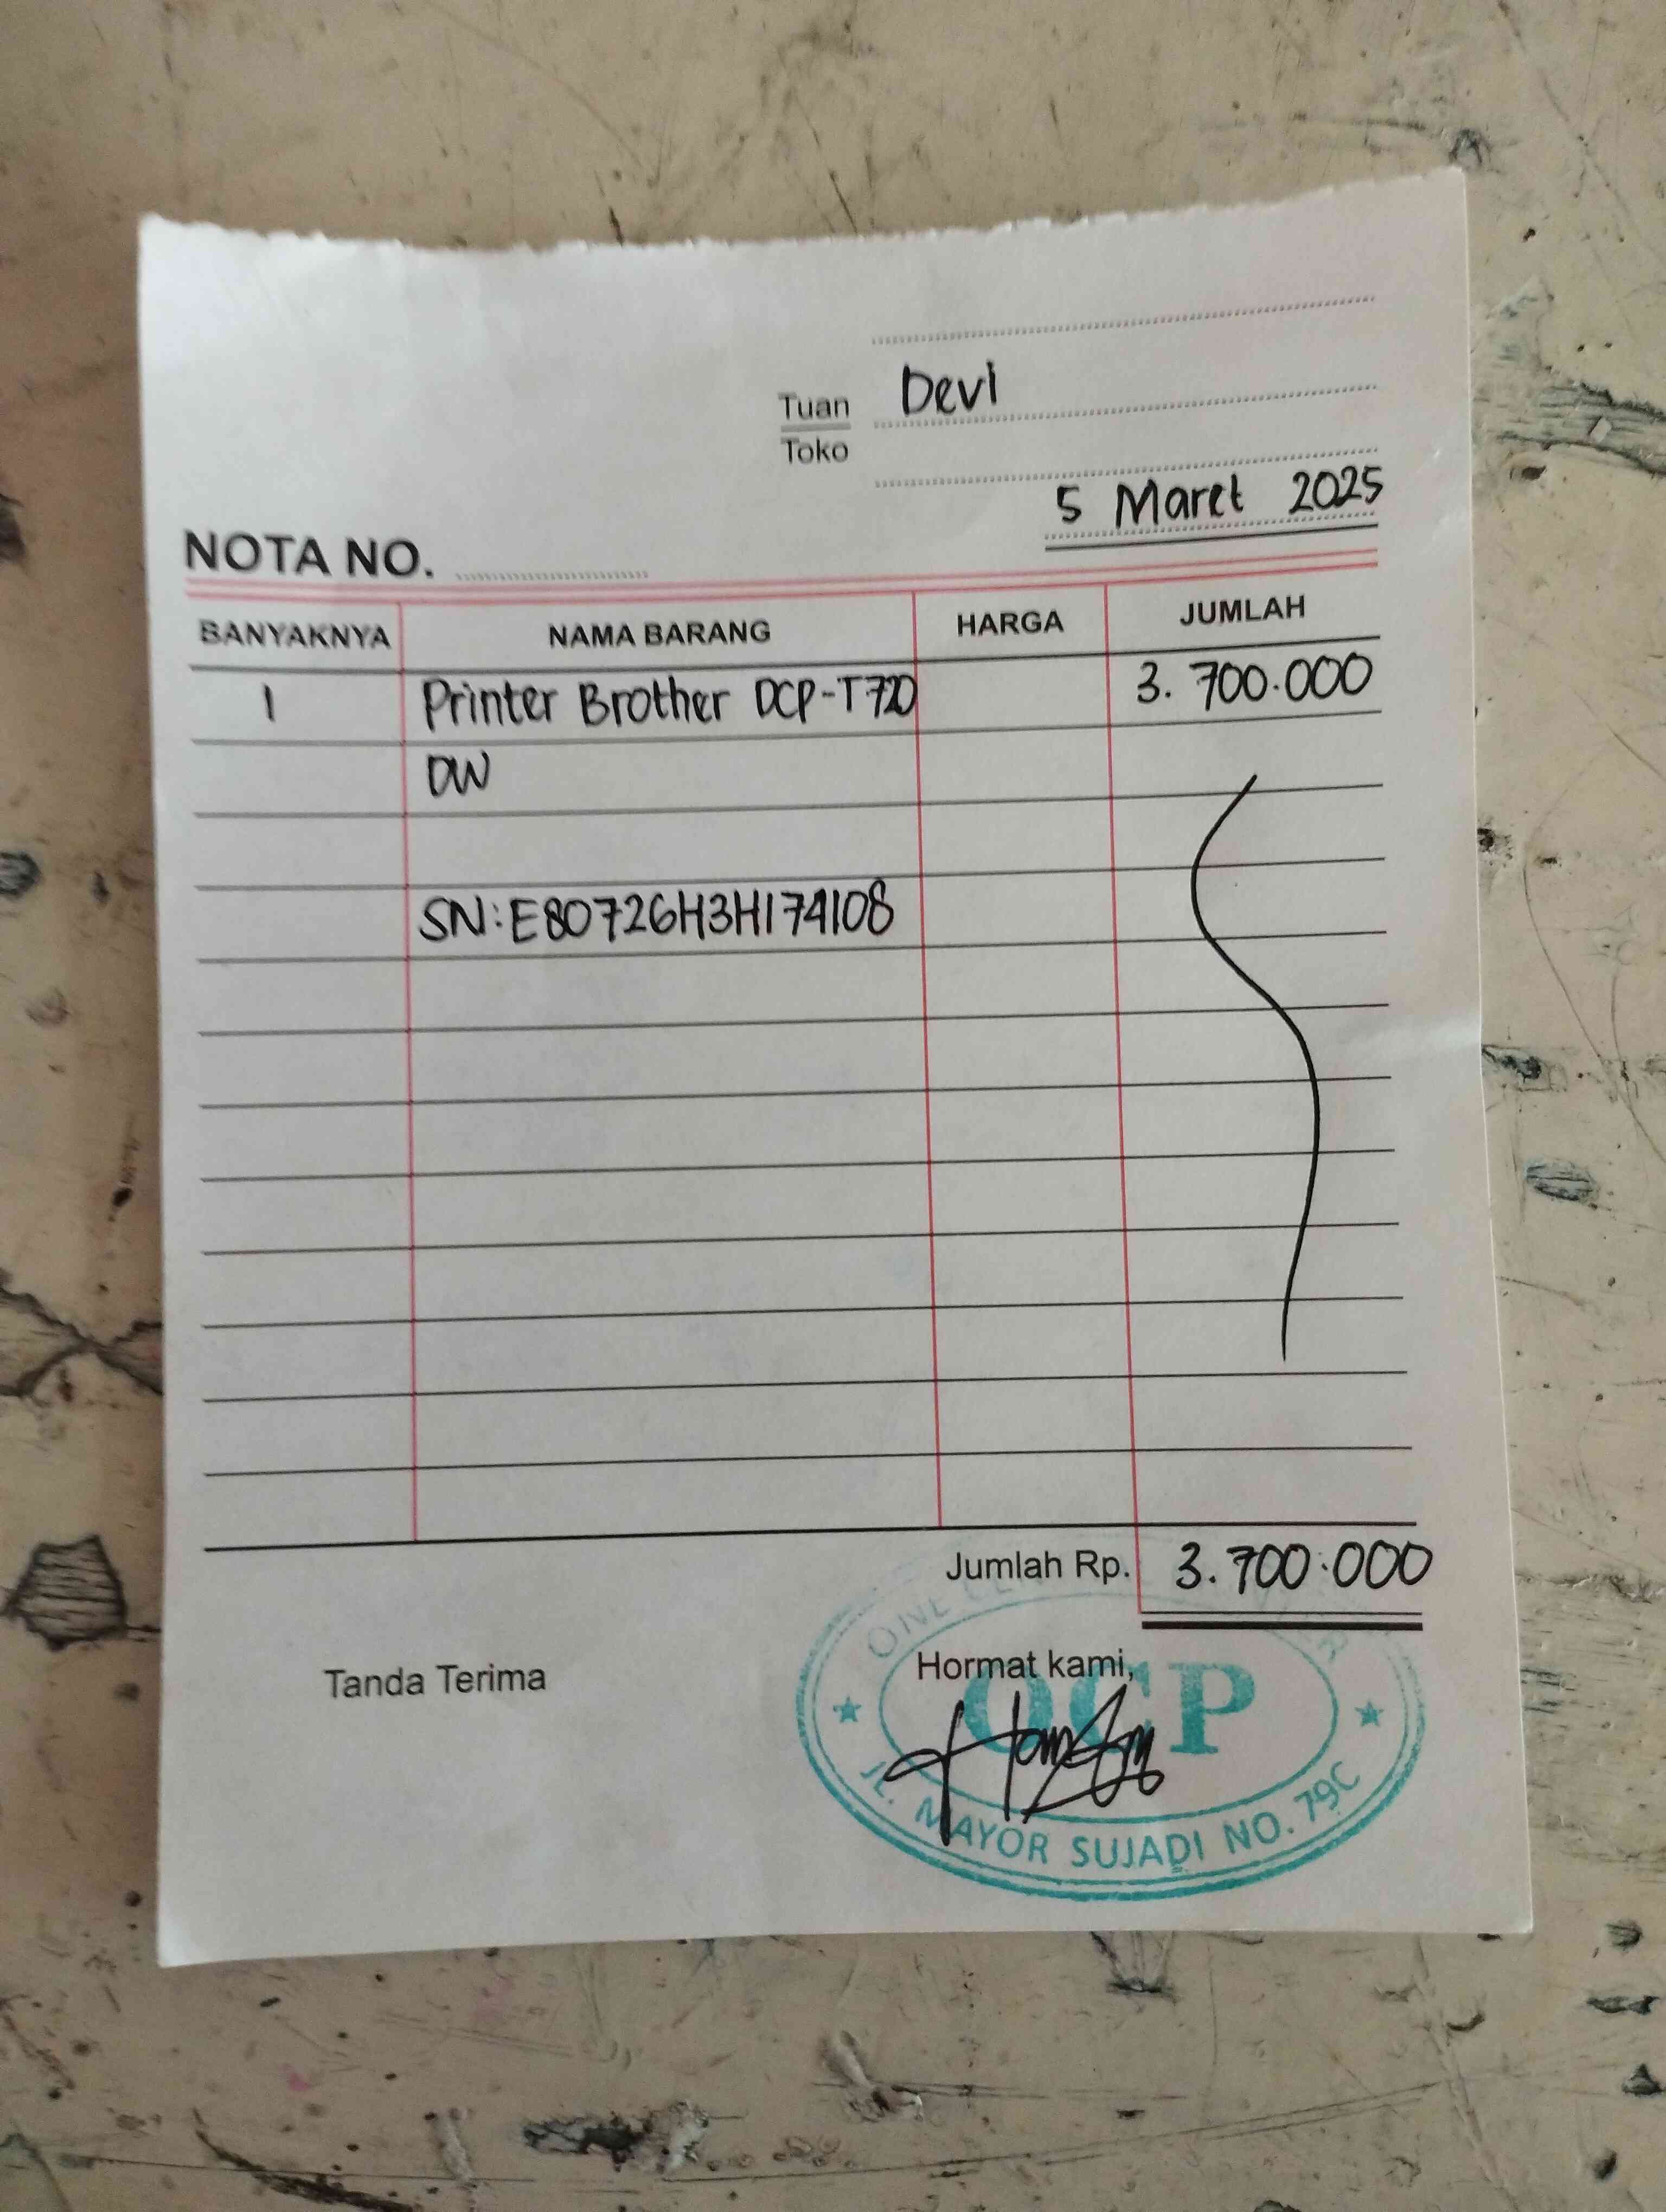 Tuan Devi
Toko
5 Maret 2025
NOTA NO.
BANYAKNYA NAMA BARANG HARGA JUMLAH
1 Printer Brother DCP-T720 3.700.000
DW
SN:E80726H3H174108
Jumlah Rp. 3.700.000
Tanda Terima Hormat kami,
OCP
JL. MAYOR SUJADI NO. 79C